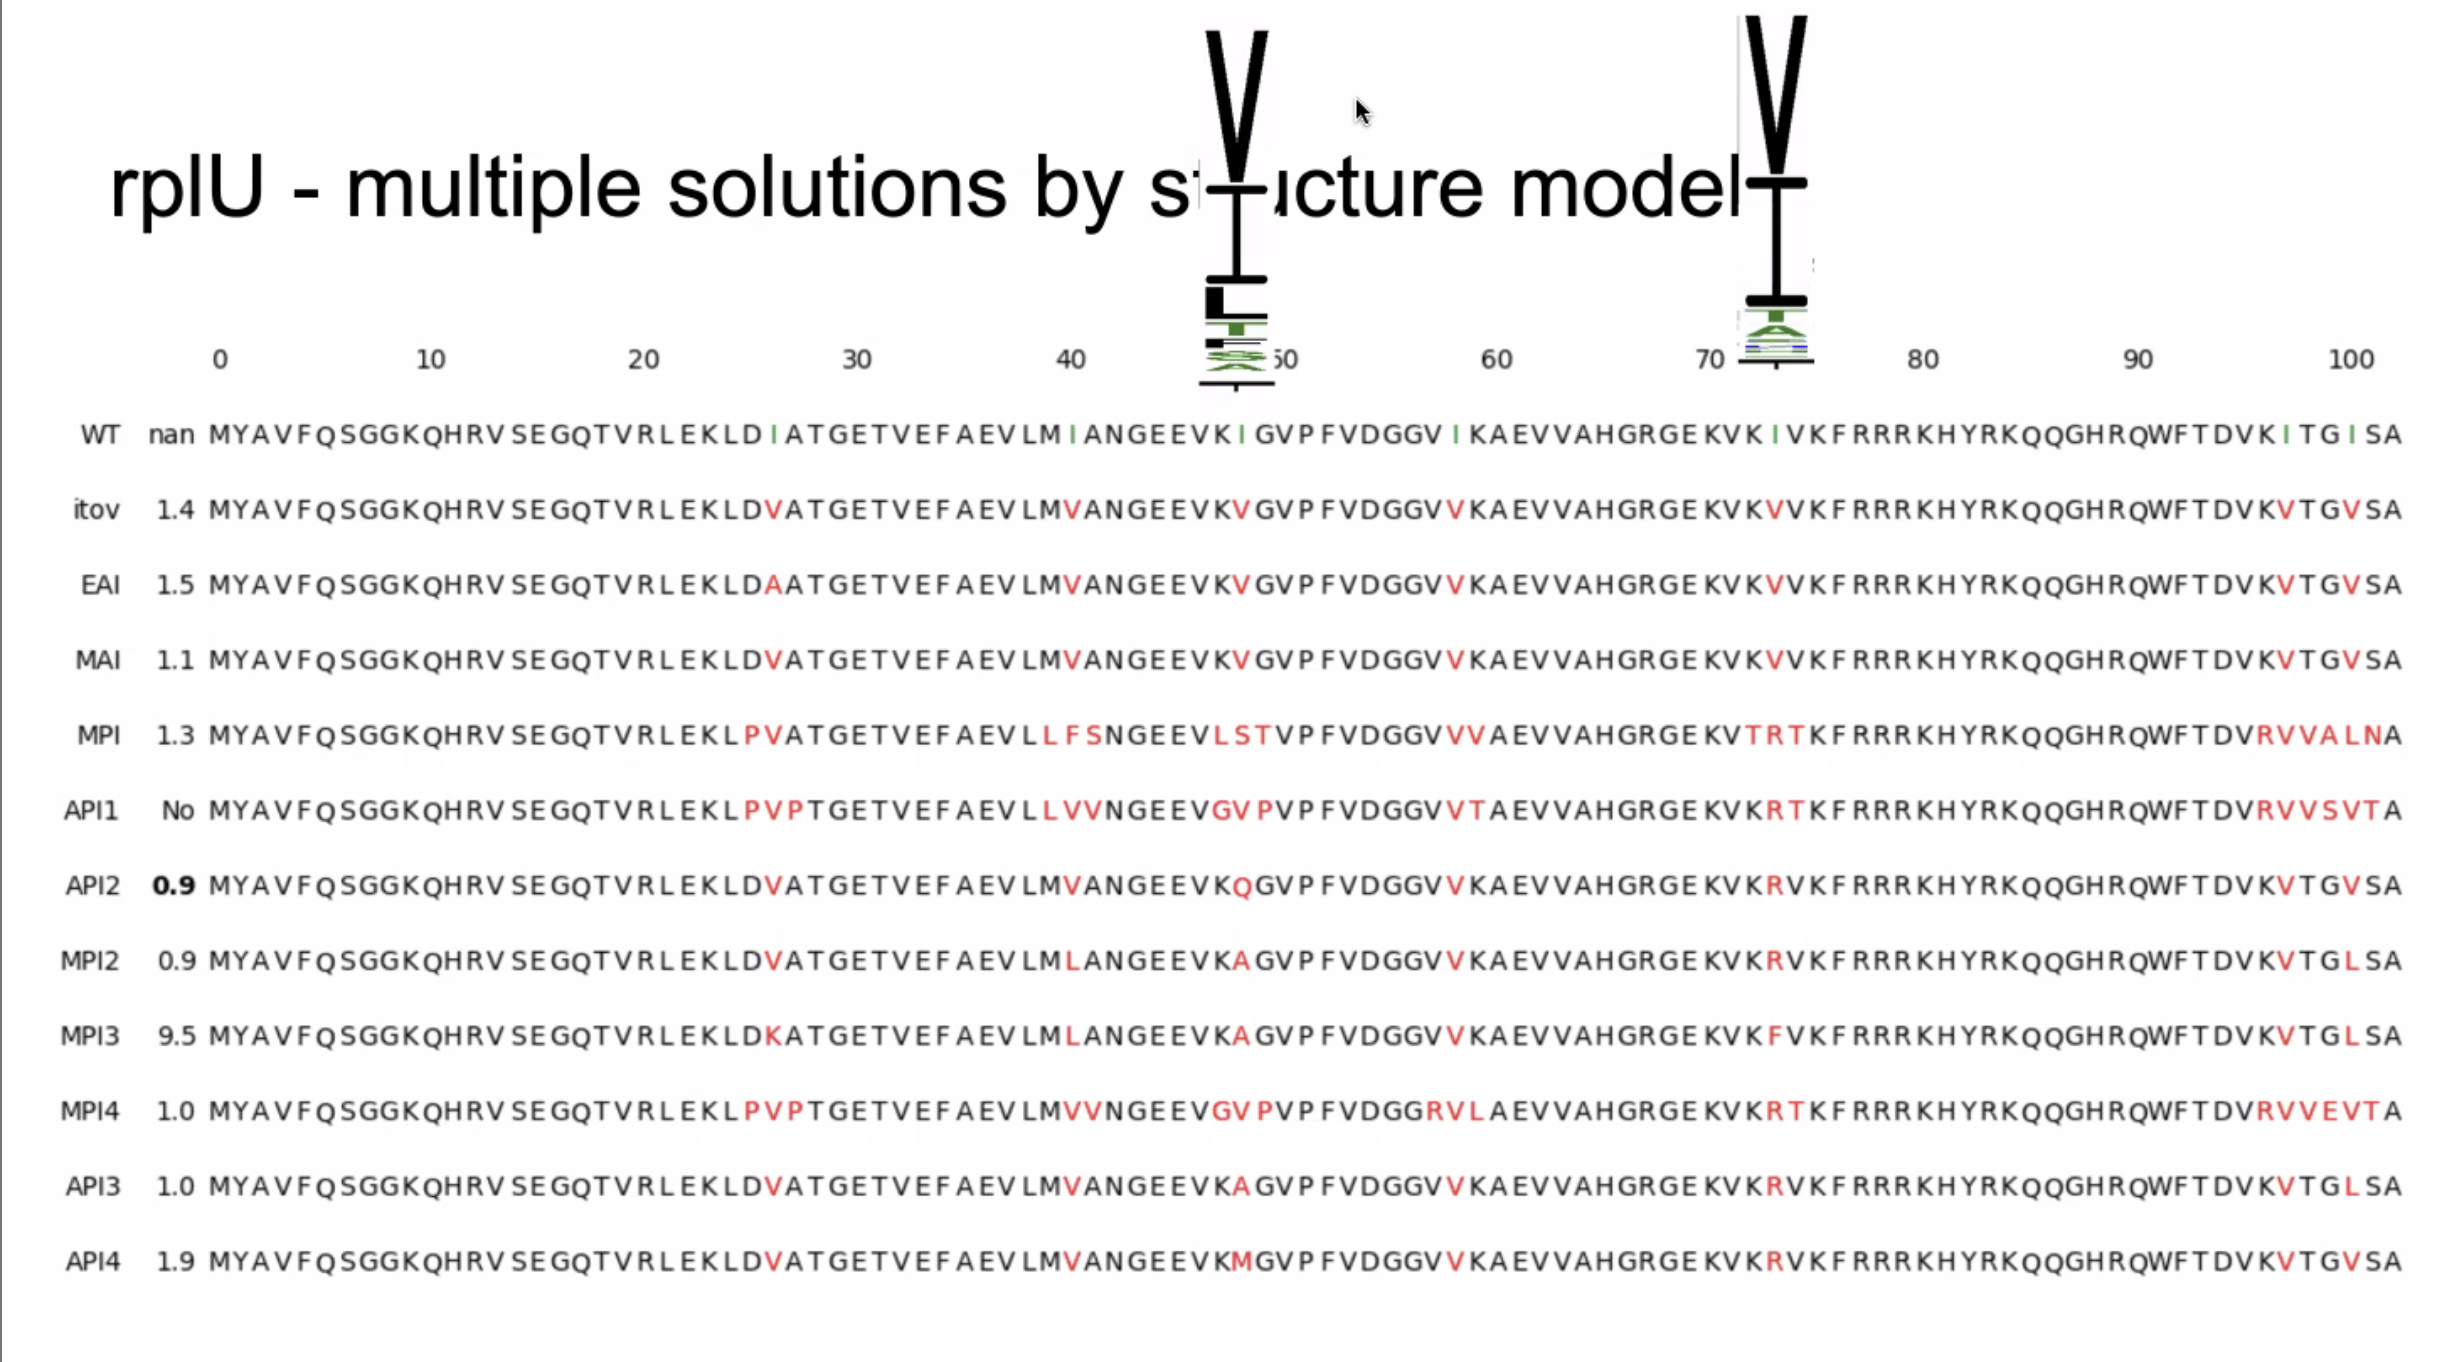 V V
rplU - multiple solutions by structure model
I I
L T
T A
0 10 20 30 40 50 60 70 80 90 100
WT nan MYAVFQSGGKQHRVSEGQTVRLEKLDIATGETVEFAEVLMIANGEEVKIGVPFVDGGVIKAEVVAHGRGEKVKIVKFRRRKHYRKQQGHRQWFTDVKITGISA
itov 1.4 MYAVFQSGGKQHRVSEGQTVRLEKLDVATGETVEFAEVLMVANGEEVKVGVPFVDGGVVKAEVVAHGRGEKVKVVKFRRRKHYRKQQGHRQWFTDVKVTGVSA
EAI 1.5 MYAVFQSGGKQHRVSEGQTVRLEKLDAATGETVEFAEVLMVANGEEVKVGVPFVDGGVVKAEVVAHGRGEKVKVVKFRRRKHYRKQQGHRQWFTDVKVTGVSA
MAI 1.1 MYAVFQSGGKQHRVSEGQTVRLEKLDVATGETVEFAEVLMVANGEEVKVGVPFVDGGVVKAEVVAHGRGEKVKVVKFRRRKHYRKQQGHRQWFTDVKVTGVSA
MPI 1.3 MYAVFQSGGKQHRVSEGQTVRLEKLPVATGETVEFAEVLLFSNGEEVLSTVPFVDGGVVVAEVVAHGRGEKVTRTKFRRRKHYRKQQGHRQWFTDVRVVALNA
API1 No MYAVFQSGGKQHRVSEGQTVRLEKLPVPTGETVEFAEVLLVVNGEEVGVPVPFVDGGVVTAEVVAHGRGEKVKRTKFRRRKHYRKQQGHRQWFTDVRVVSVTA
API2 0.9 MYAVFQSGGKQHRVSEGQTVRLEKLDVATGETVEFAEVLMVANGEEVKQGVPFVDGGVVKAEVVAHGRGEKVKRVKFRRRKHYRKQQGHRQWFTDVKVTGVSA
MPI2 0.9 MYAVFQSGGKQHRVSEGQTVRLEKLDVATGETVEFAEVLMLANGEEVKAGVPFVDGGVVKAEVVAHGRGEKVKRVKFRRRKHYRKQQGHRQWFTDVKVTGLSA
MPI3 9.5 MYAVFQSGGKQHRVSEGQTVRLEKLDKATGETVEFAEVLMLANGEEVKAGVPFVDGGVVKAEVVAHGRGEKVKFVKFRRRKHYRKQQGHRQWFTDVKVTGLSA
MPI4 1.0 MYAVFQSGGKQHRVSEGQTVRLEKLPVPTGETVEFAEVLMVVNGEEVGVPVPFVDGGRVLAEVVAHGRGEKVKRTKFRRRKHYRKQQGHRQWFTDVRVVEVTA
API3 1.0 MYAVFQSGGKQHRVSEGQTVRLEKLDVATGETVEFAEVLMVANGEEVKAGVPFVDGGVVKAEVVAHGRGEKVKRVKFRRRKHYRKQQGHRQWFTDVKVTGLSA
API4 1.9 MYAVFQSGGKQHRVSEGQTVRLEKLDVATGETVEFAEVLMVANGEEVKMGVPFVDGGVVKAEVVAHGRGEKVKRVKFRRRKHYRKQQGHRQWFTDVKVTGVSA